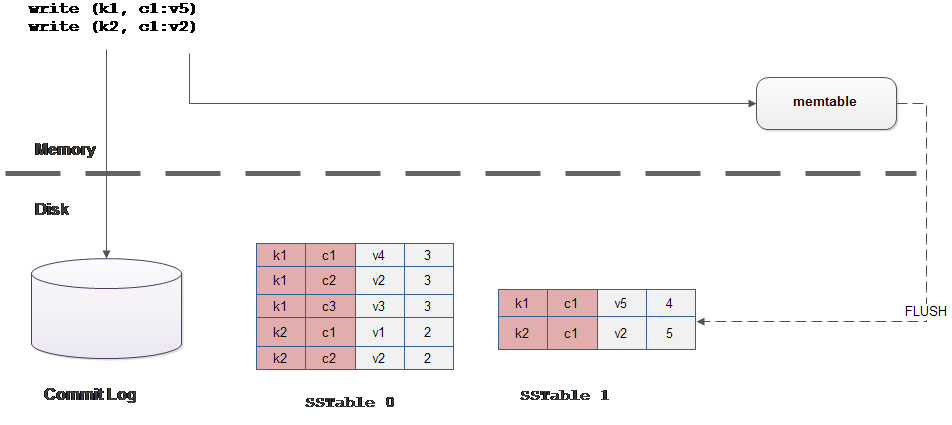 write (k1, c1:v5)
write (k2, c1:v2)
memtable
Memory
Disk
k1 c1 v4 3
k1 c2 v2 3
k1 c3 v3 3
k2 c1 v1 2
k2 c2 v2 2
k1 c1 v5 4
k2 c1 v2 5
FLUSH
Commit Log
SSTable 0
SSTable 1